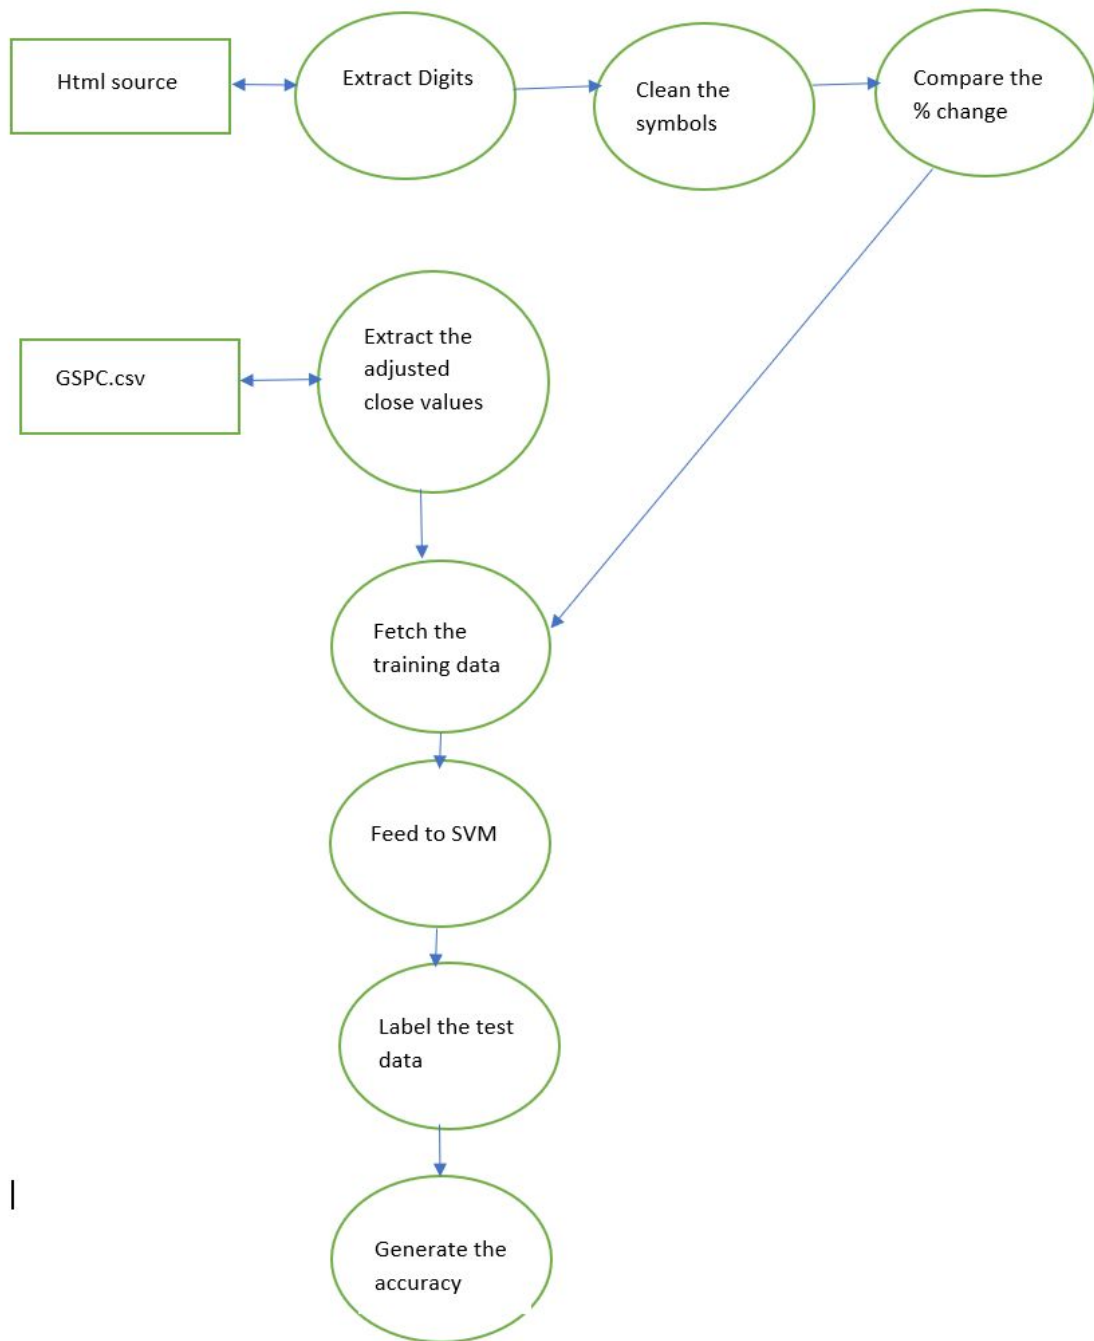 Html source
Extract Digits
Clean the
symbols
Compare the
% change
GSPC.csv
Extract the
adjusted
close values
Fetch the
training data
Feed to SVM
Label the test
data
Generate the
accuracy